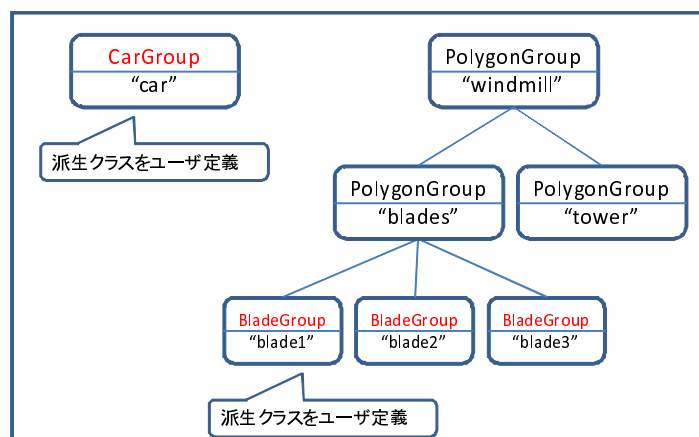 CarGroup
“car”
派生クラスをユーザ定義
PolygonGroup
“windmill”
PolygonGroup
“blades”
PolygonGroup
“tower”
BladeGroup
“blade1”
BladeGroup
“blade2”
BladeGroup
“blade3”
派生クラスをユーザ定義